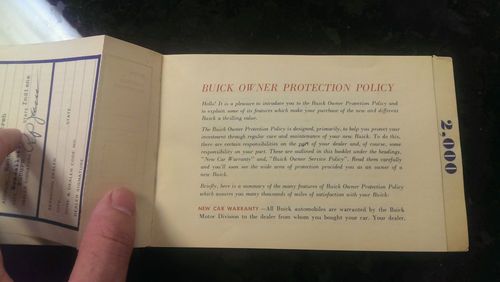 BUICK OWNER PROTECTION POLICY
Hello! It is a pleasure to introduce you to the Buick Owner Protection Policy and
to explain some of its features which make your purchase of the new and different
Buick a thrilling value.
The Buick Owner Protection Policy is designed, primarily, to help you protect your
investment through regular care and maintenance of your new Buick. To do this,
there are certain responsibilities on the part of your dealer and, of course, some
responsibility on your part. These are outlined in this booklet under the headings,
"New Car Warranty" and, "Buick Owner Service Policy". Read them carefully
and you'll soon see the wide area of protection provided you as an owner of a
new Buick.
Briefly, here is a summary of the many features of Buick Owner Protection Policy
which assures you many thousands of miles of satisfaction with your Buick:
NEW CAR WARRANTY—All Buick automobiles are warranted by the Buick
Motor Division to the dealer from whom you bought your car. Your dealer,
2,000
STATE
Indiana